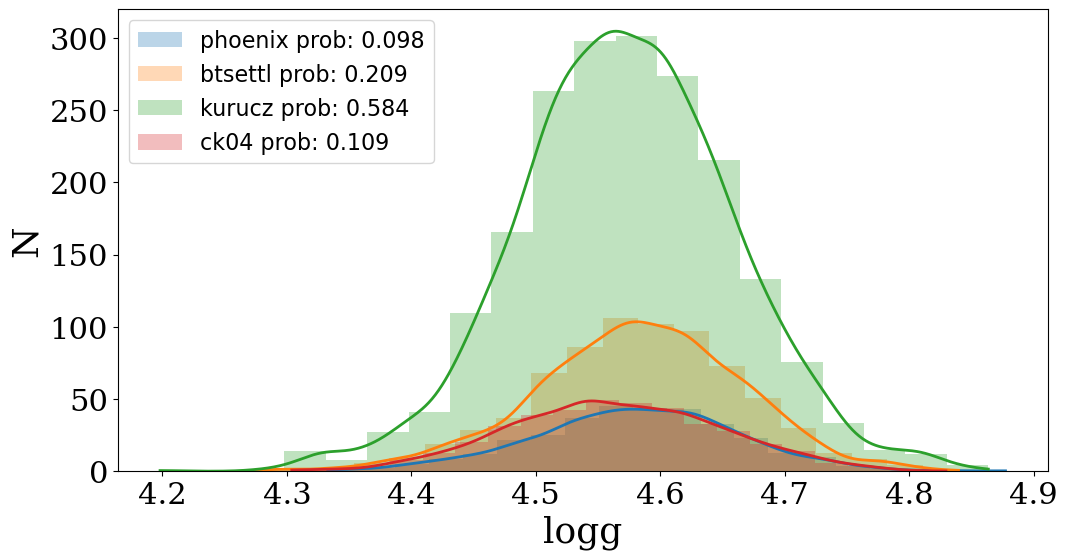 phoenix prob: 0.098
btsettl prob: 0.209
kurucz prob: 0.584
ck04 prob: 0.109
300
250
200
150
100
50
0
N
4.2 4.3 4.4 4.5 4.6 4.7 4.8 4.9
logg